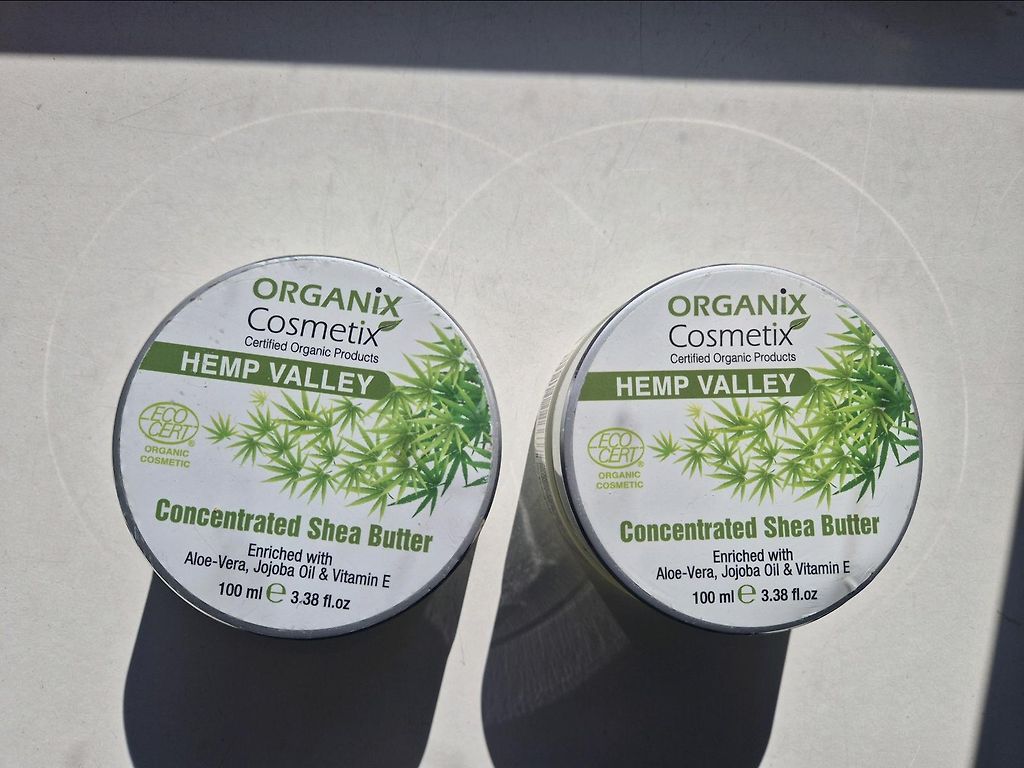 ORGANiX
Cosmetix
Certified Organic Products
HEMP VALLEY
ECO
CERT®
ORGANIC
COSMETIC
Concentrated Shea Butter
Enriched with
Aloe-Vera, Jojoba Oil & Vitamin E
100 ml ℮ 3.38 fl.oz
ORGANiX
Cosmetix
Certified Organic Products
HEMP VALLEY
ECO
CERT®
ORGANIC
COSMETIC
Concentrated Shea Butter
Enriched with
Aloe-Vera, Jojoba Oil & Vitamin E
100 ml ℮ 3.38 fl.oz